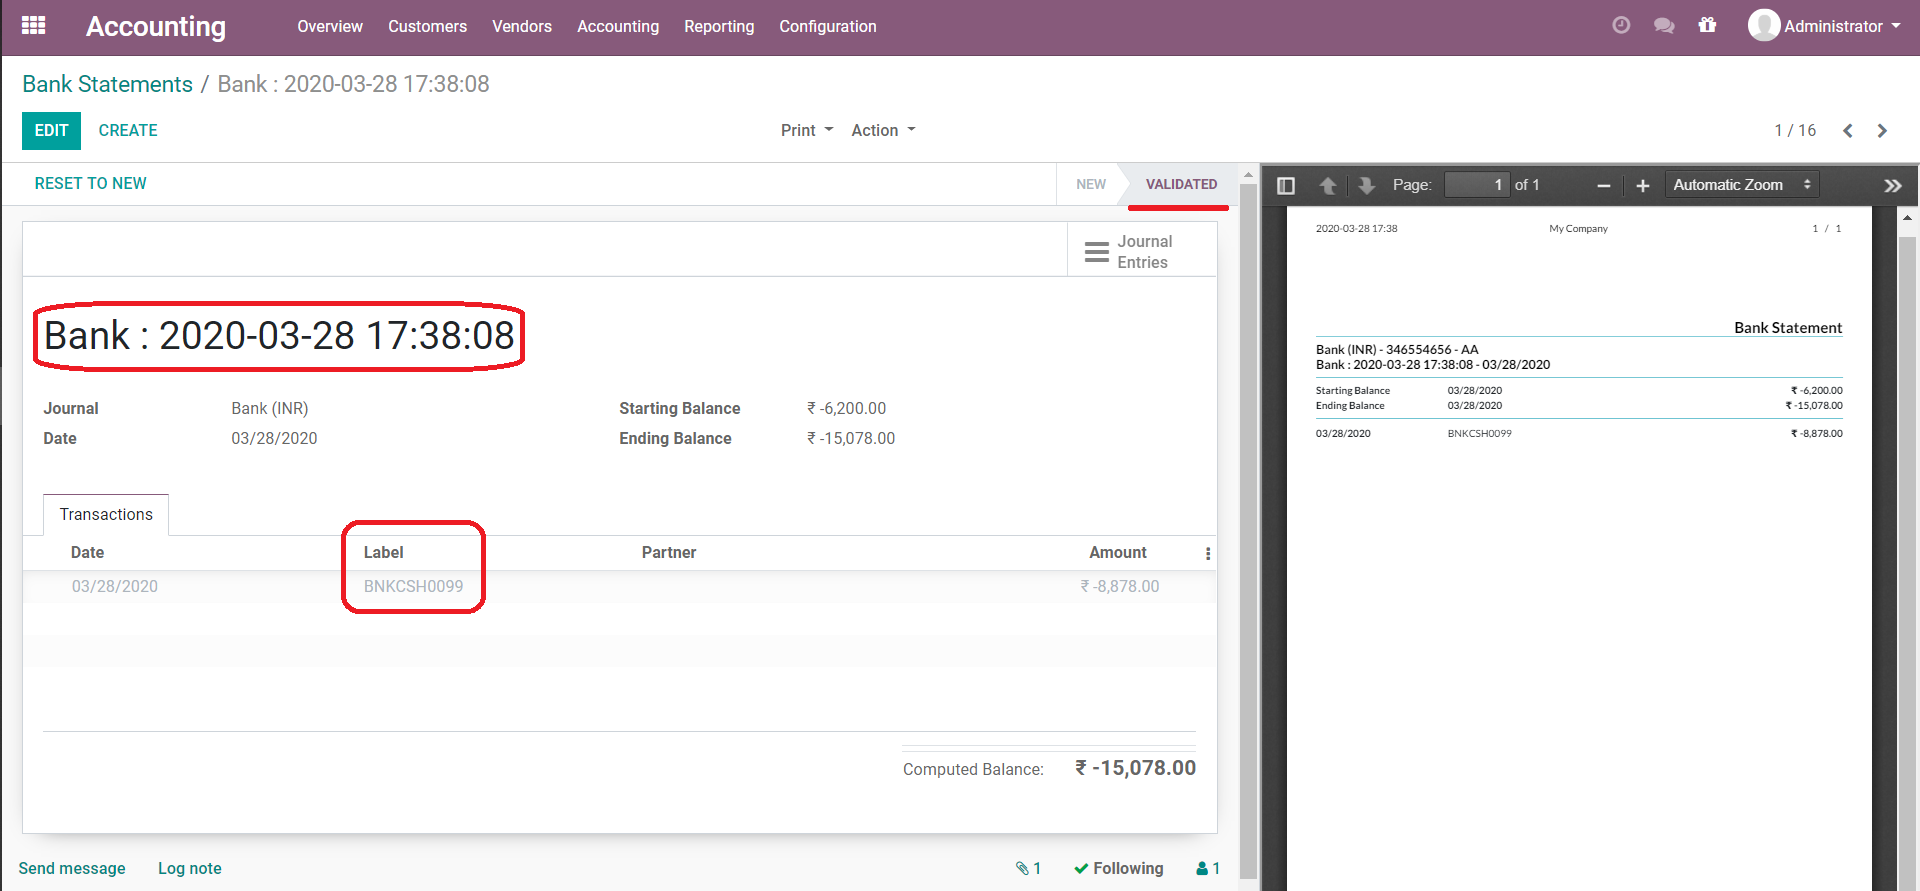 Accounting Overview Customers Vendors Accounting Reporting Configuration Administrator
Bank Statements / Bank : 2020-03-28 17:38:08
EDIT CREATE Print Action 1 / 16
RESET TO NEW NEW VALIDATED
Journal
Entries
Bank : 2020-03-28 17:38:08
Journal Bank (INR) Starting Balance ₹ -6,200.00
Date 03/28/2020 Ending Balance ₹ -15,078.00
Transactions
Date Label Partner Amount
03/28/2020 BNKCSH0099 ₹ -8,878.00
Computed Balance: ₹ -15,078.00
Send message Log note 1 Following 1
Page: 1 of 1 Automatic Zoom
2020-03-28 17:38 My Company 1 / 1
Bank Statement
Bank (INR) - 346554656 - AA
Bank : 2020-03-28 17:38:08 - 03/28/2020
Starting Balance 03/28/2020 ₹ -6,200.00
Ending Balance 03/28/2020 ₹ -15,078.00
03/28/2020 BNKCSH0099 ₹ -8,878.00